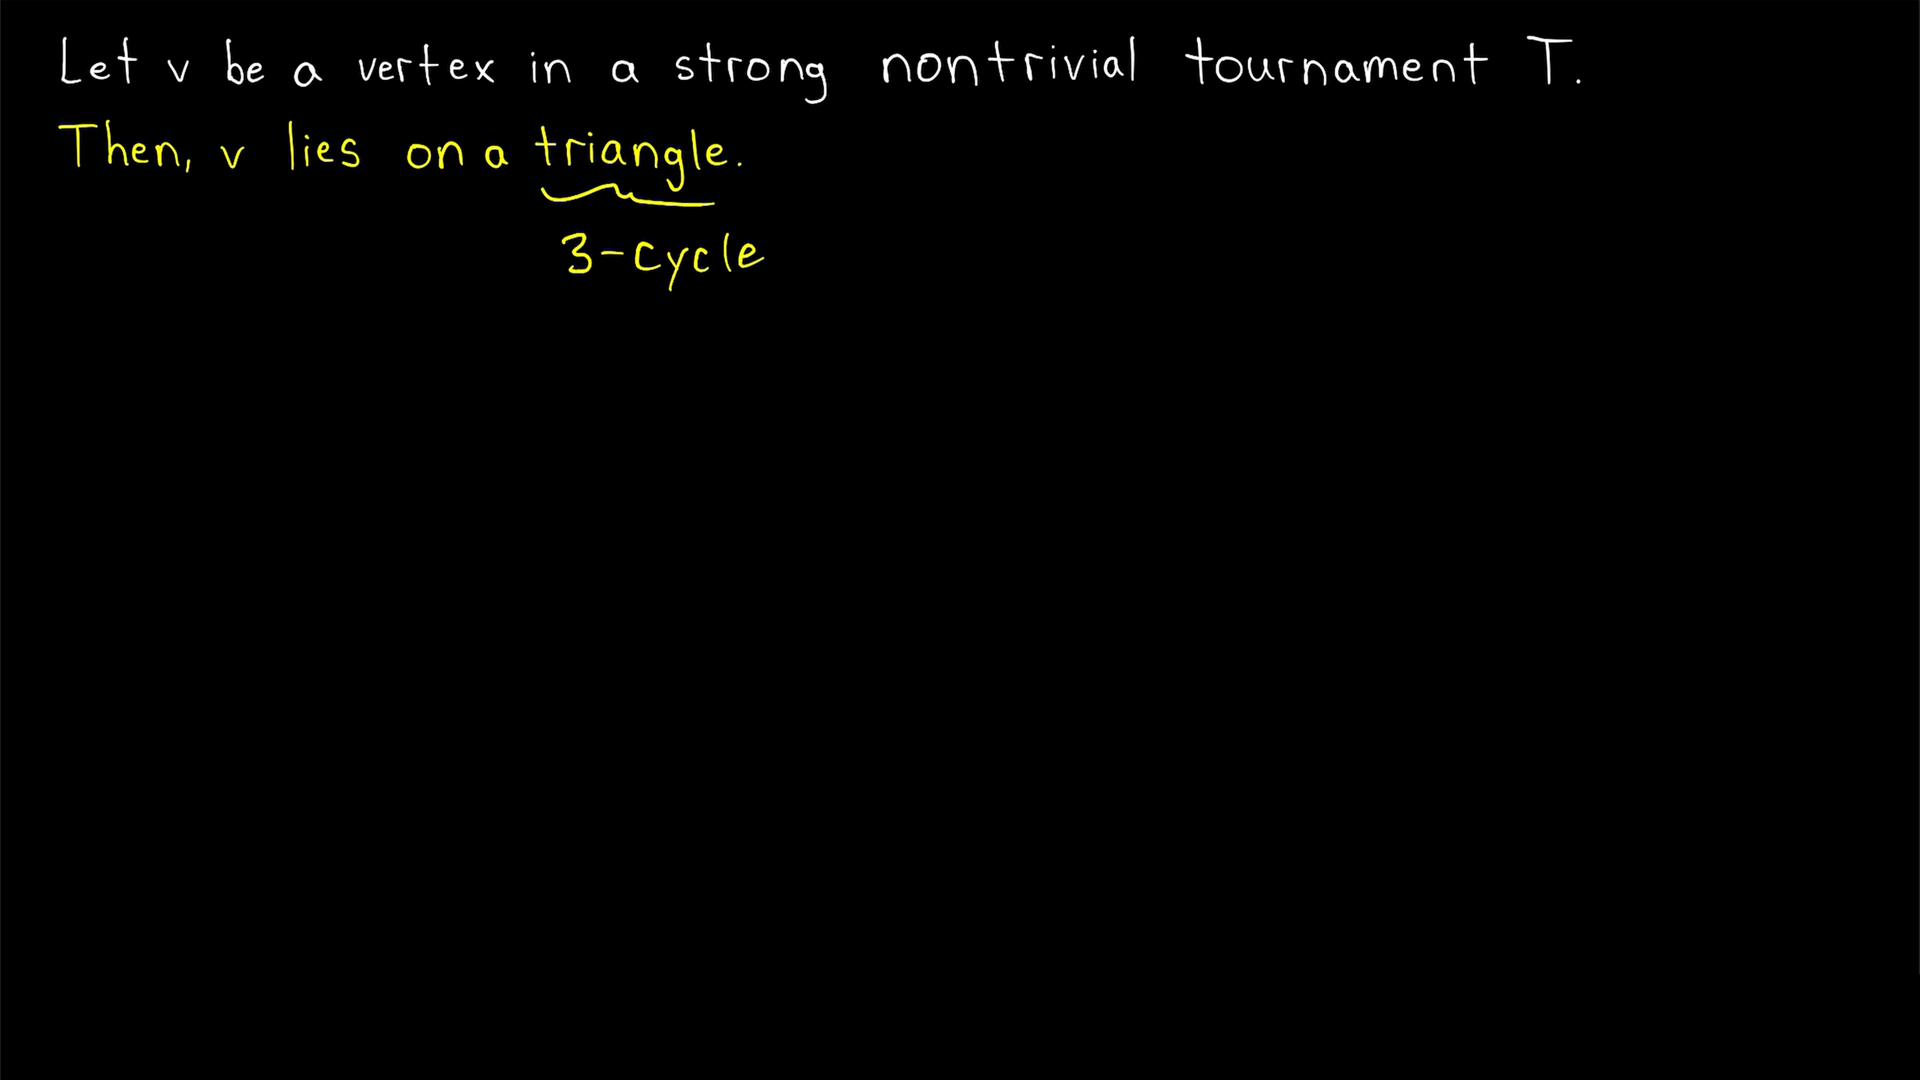 Let v be a vertex in a strong nontrivial tournament T.
Then, v lies on a triangle.
3-cycle